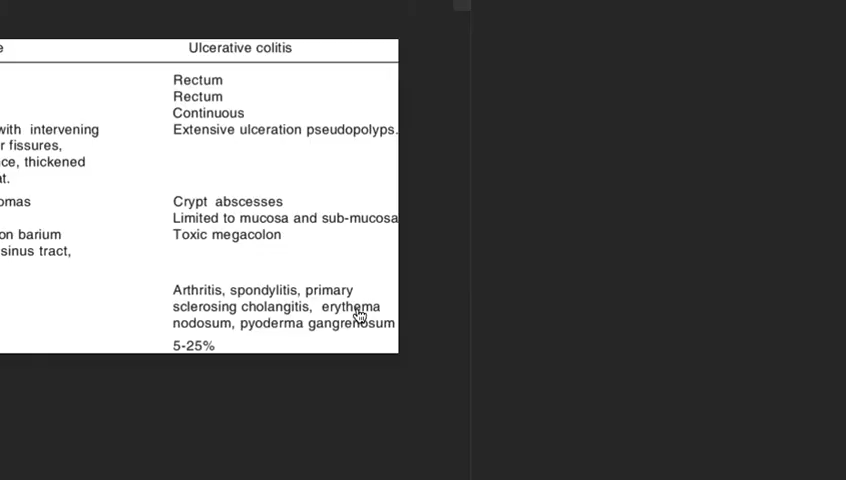 e Ulcerative colitis
Rectum
Rectum
Continuous
with intervening Extensive ulceration pseudopolyps.
r fissures,
ce, thickened
t.
omas Crypt abscesses
Limited to mucosa and sub-mucosa
on barium Toxic megacolon
sinus tract,
Arthritis, spondylitis, primary
sclerosing cholangitis, erythema
nodosum, pyoderma gangrenosum
5-25%